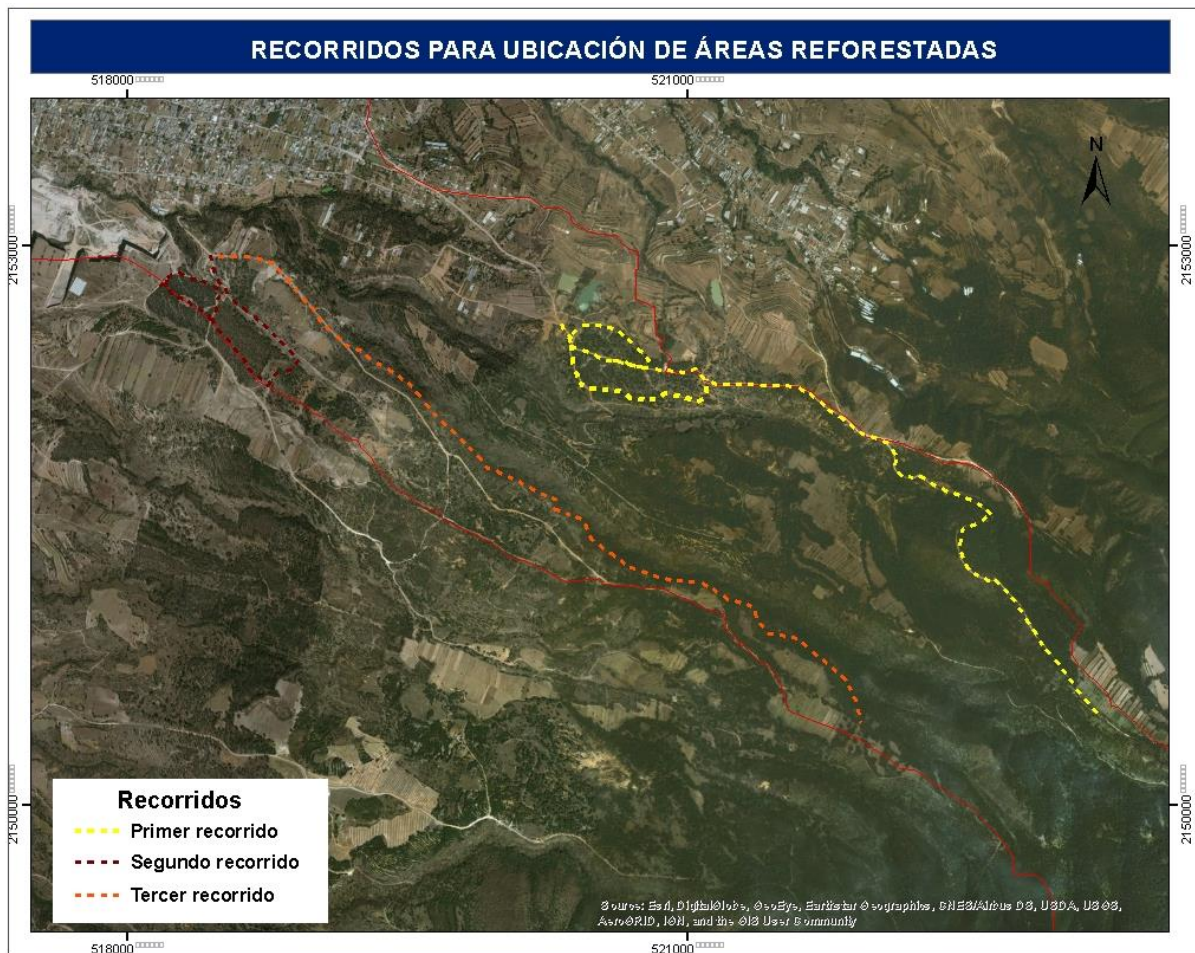 RECORRIDOS PARA UBICACIÓN DE ÁREAS REFORESTADAS
518000
521000
N
2153000
2153000
2150000
2150000
Recorridos
Primer recorrido
Segundo recorrido
Tercer recorrido
Source: Esri, DigitalGlobe, GeoEye, Earthstar Geographics, CNES/Airbus DS, USDA, USGS,
AeroGRID, IGN, and the GIS User Community
518000
521000